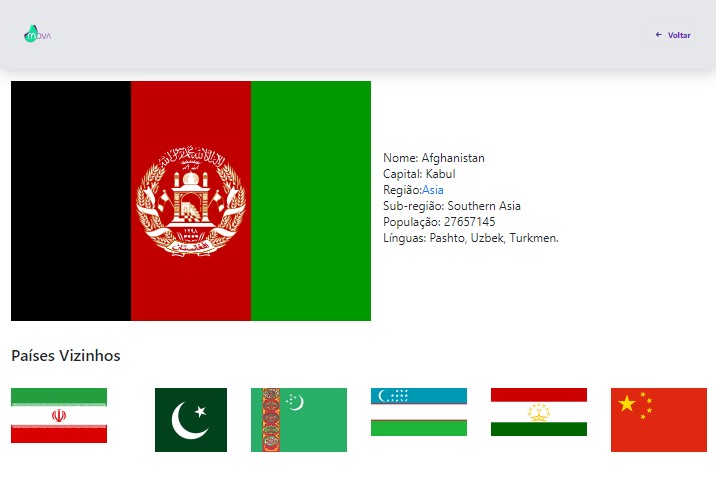 MOVA
← Voltar
Nome: Afghanistan
Capital: Kabul
Região:Asia
Sub-região: Southern Asia
População: 27657145
Línguas: Pashto, Uzbek, Turkmen.
Países Vizinhos